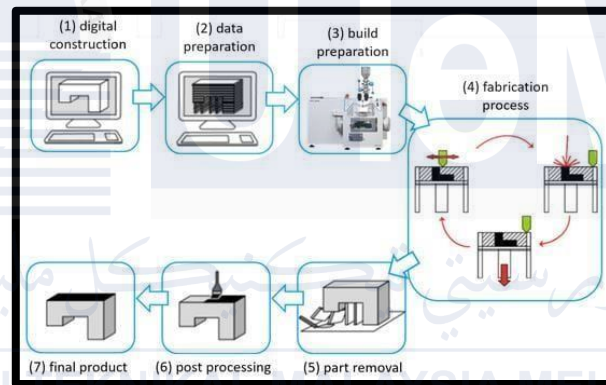 (1) digital
construction
(2) data
preparation
(3) build
preparation
(4) fabrication
process
(7) final product
(6) post processing
(5) part removal